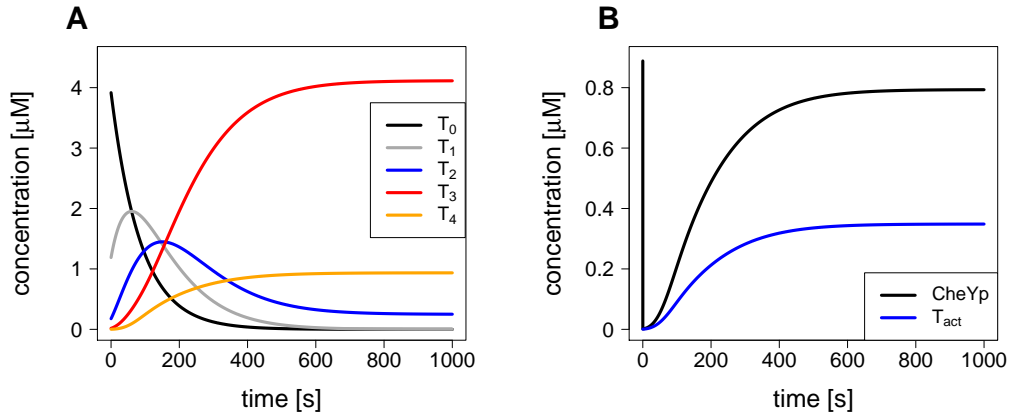 A
concentration [μM]
4
3
2
1
0
T0
T1
T2
T3
T4
0 200 400 600 800 1000
time [s]
B
concentration [μM]
0.8
0.6
0.4
0.2
0
CheYp
Tact
0 200 400 600 800 1000
time [s]